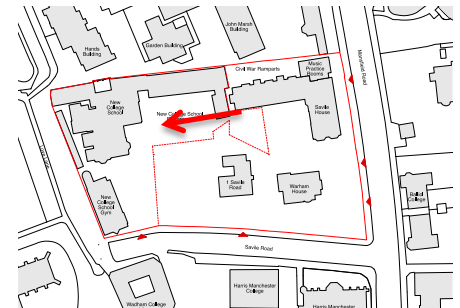 John Marsh
Building
Hands
Building
Garden Building
Mansfield Road
Civil War Ramparts
Music
Practice
Rooms
New
College
School
New College School
Savile
House
1 Savile
Road
Warham
House
New
College
School
Gym
Balliol
College
Savile Road
Wadham College
Harris Manchester
College
Harris Manchester